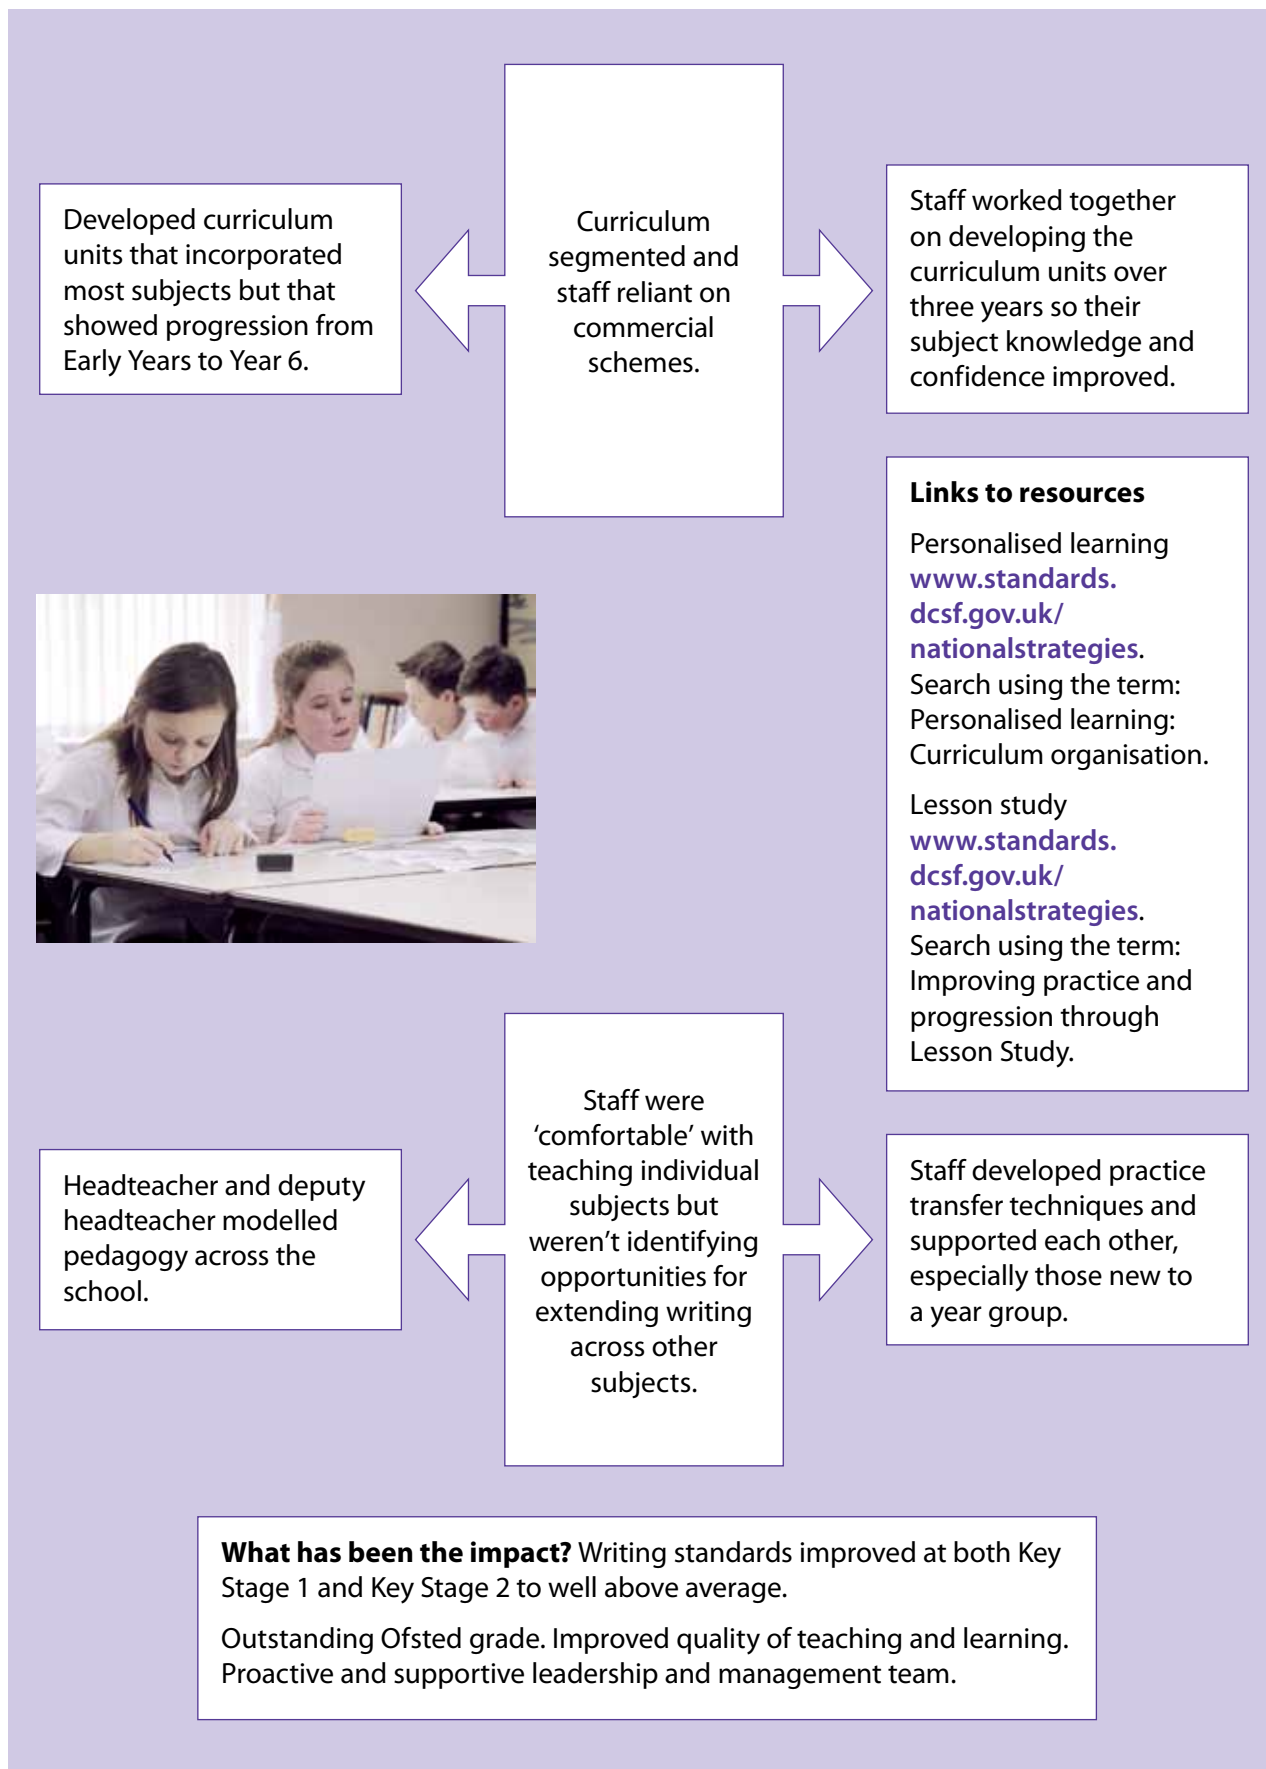 Developed curriculum
units that incorporated
most subjects but that
showed progression from
Early Years to Year 6.
Curriculum
segmented and
staff reliant on
commercial
schemes.
Staff worked together
on developing the
curriculum units over
three years so their
subject knowledge and
confidence improved.
Links to resources
Personalised learning
www.standards.
dcsf.gov.uk/
nationalstrategies.
Search using the term:
Personalised learning:
Curriculum organisation.
Lesson study
www.standards.
dcsf.gov.uk/
nationalstrategies.
Search using the term:
Improving practice and
progression through
Lesson Study.
Headteacher and deputy
headteacher modelled
pedagogy across the
school.
Staff were
‘comfortable’ with
teaching individual
subjects but
weren’t identifying
opportunities for
extending writing
across other
subjects.
Staff developed practice
transfer techniques and
supported each other,
especially those new to
a year group.
What has been the impact? Writing standards improved at both Key
Stage 1 and Key Stage 2 to well above average.
Outstanding Ofsted grade. Improved quality of teaching and learning.
Proactive and supportive leadership and management team.